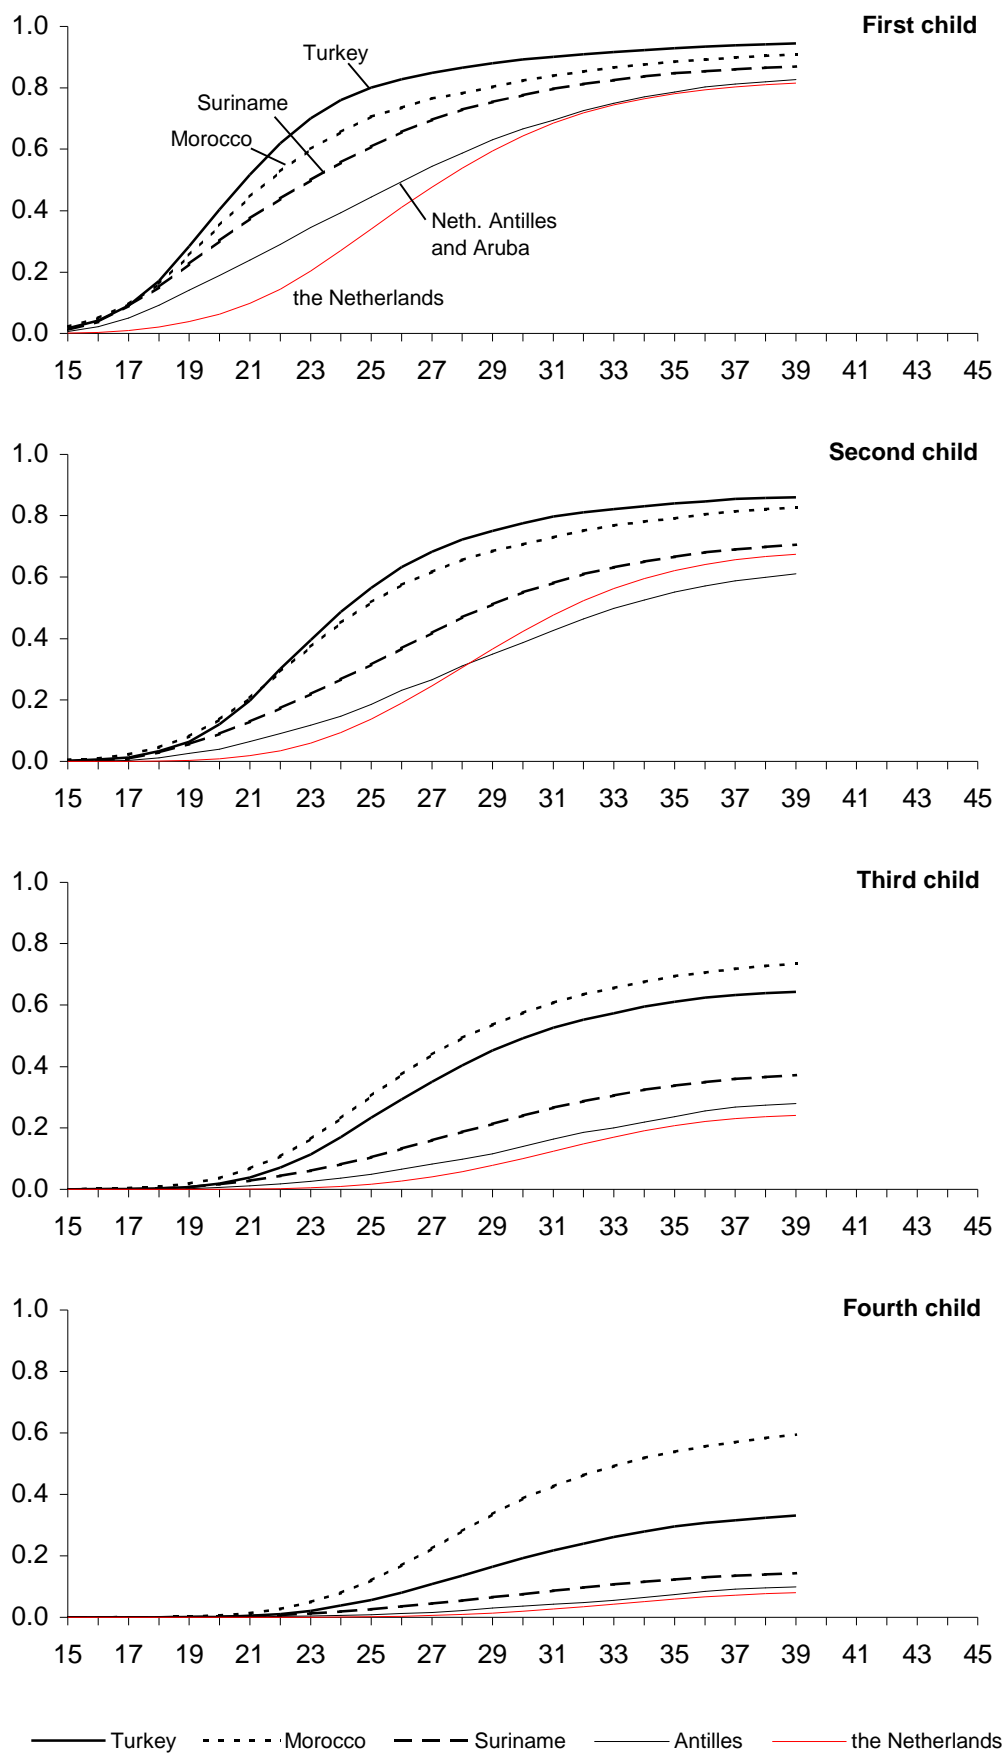 First child
1.0
0.8
0.6
0.4
0.2
0.0
Turkey
Suriname
Morocco
Neth. Antilles
and Aruba
the Netherlands
15 17 19 21 23 25 27 29 31 33 35 37 39 41 43 45
Second child
1.0
0.8
0.6
0.4
0.2
0.0
15 17 19 21 23 25 27 29 31 33 35 37 39 41 43 45
Third child
1.0
0.8
0.6
0.4
0.2
0.0
15 17 19 21 23 25 27 29 31 33 35 37 39 41 43 45
Fourth child
1.0
0.8
0.6
0.4
0.2
0.0
15 17 19 21 23 25 27 29 31 33 35 37 39 41 43 45
Turkey Morocco Suriname Antilles the Netherlands